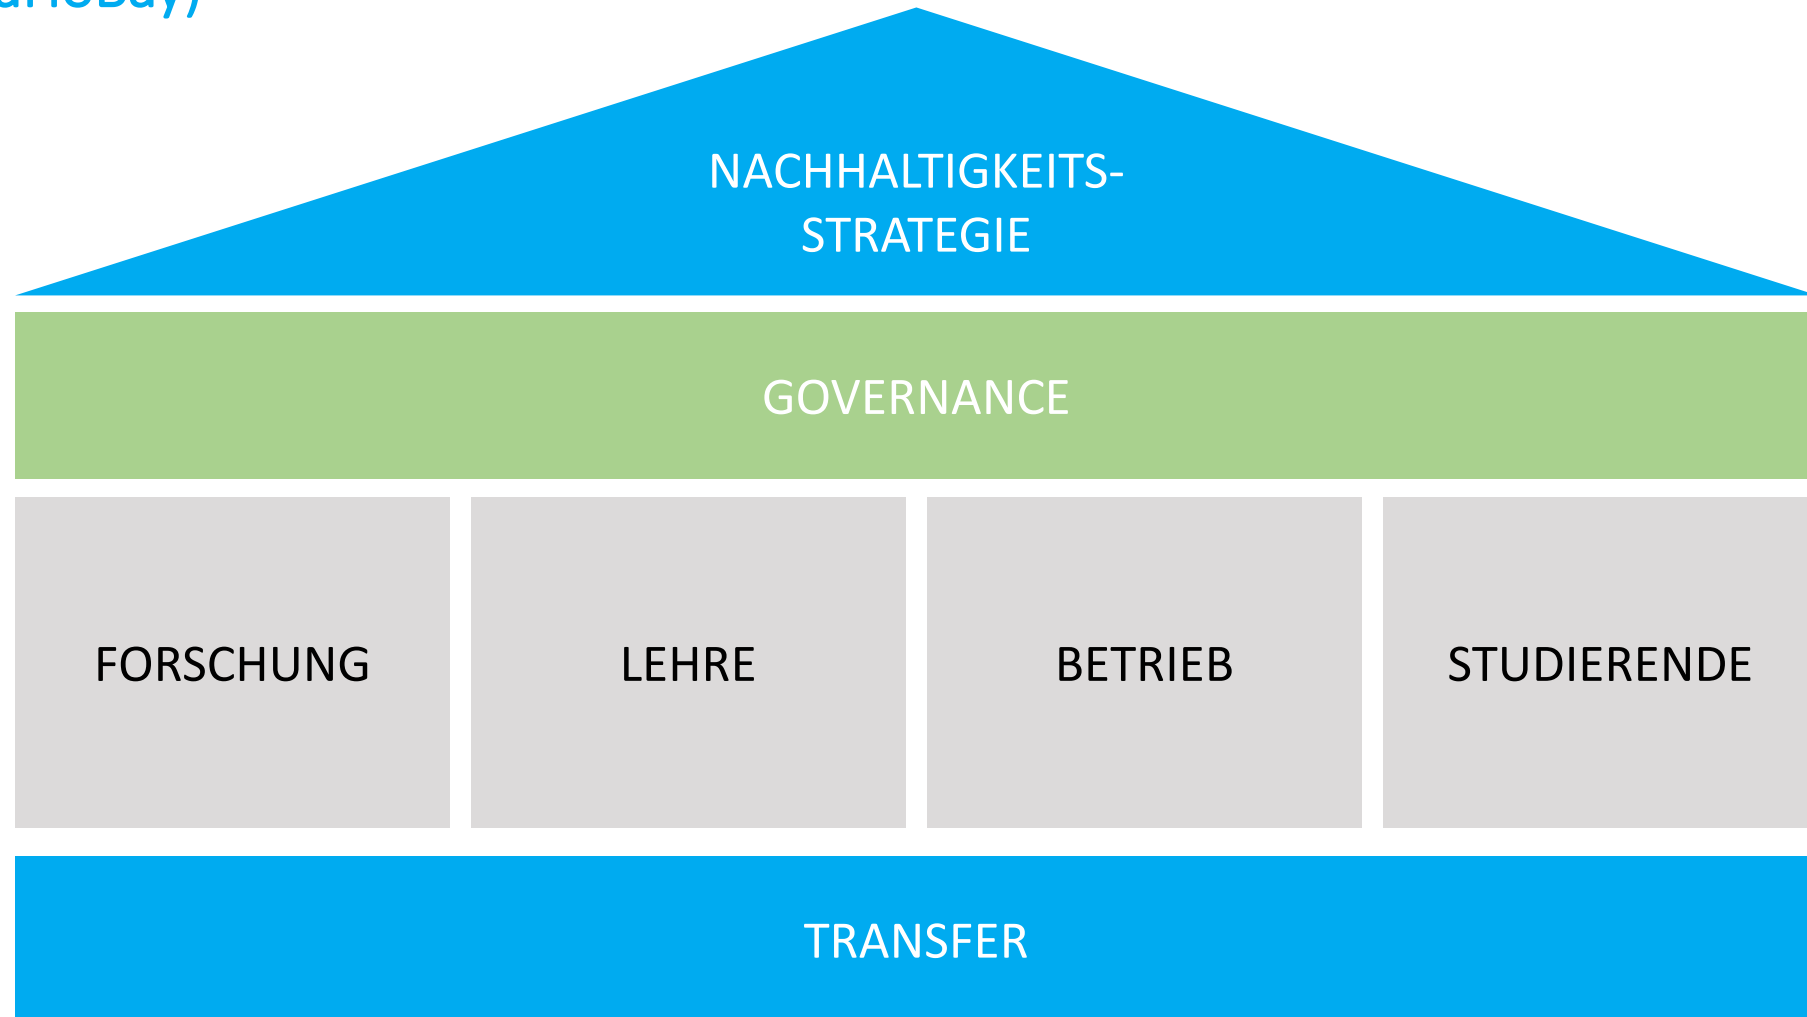 NACHHALTIGKEITS-
STRATEGIE
GOVERNANCE
FORSCHUNG
LEHRE
BETRIEB
STUDIERENDE
TRANSFER